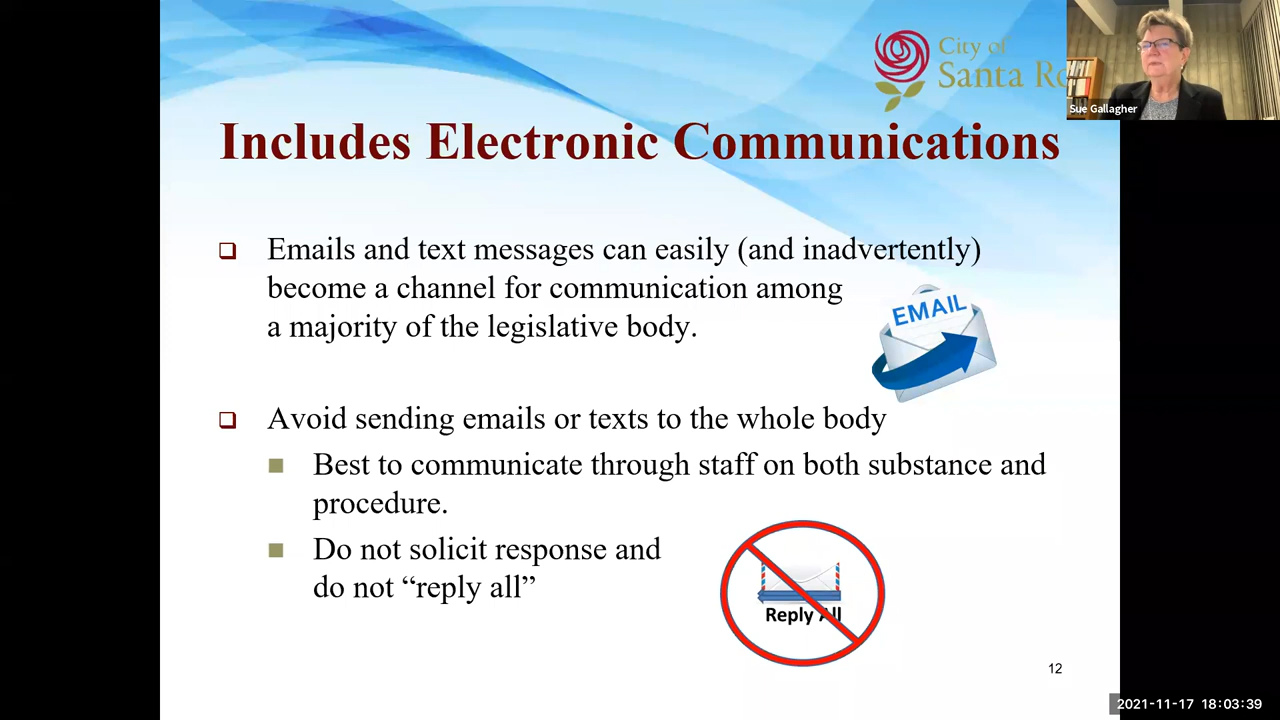 City of
Santa Ro
Sue Gallagher
Includes Electronic Communications
❑ Emails and text messages can easily (and inadvertently)
become a channel for communication among
a majority of the legislative body.
EMAIL
❑ Avoid sending emails or texts to the whole body
■ Best to communicate through staff on both substance and
procedure.
■ Do not solicit response and
do not “reply all”
Reply All
12
2021-11-17 18:03:39